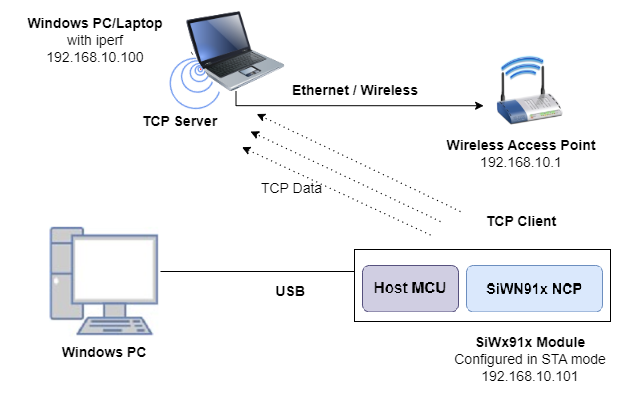 Windows PC/Laptop
with iperf
192.168.10.100
TCP Server
Ethernet / Wireless
Wireless Access Point
192.168.10.1
TCP Data
TCP Client
USB
Host MCU
SiWN91x NCP
Windows PC
SiWx91x Module
Configured in STA mode
192.168.10.101